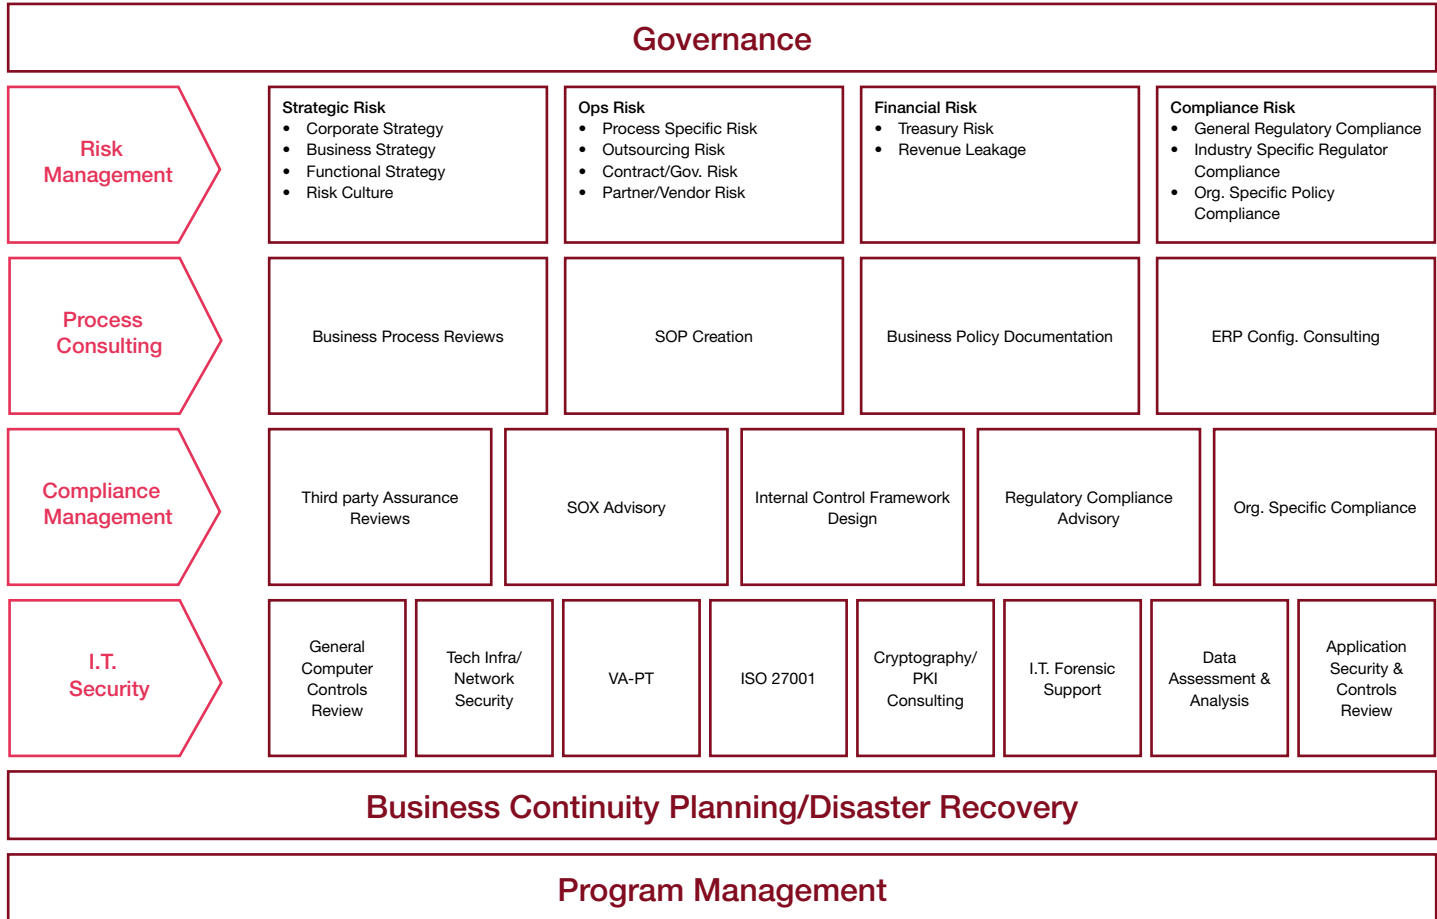 Governance
Risk
Management
Strategic Risk
• Corporate Strategy
• Business Strategy
• Functional Strategy
• Risk Culture
Ops Risk
• Process Specific Risk
• Outsourcing Risk
• Contract/Gov. Risk
• Partner/Vendor Risk
Financial Risk
• Treasury Risk
• Revenue Leakage
Compliance Risk
• General Regulatory Compliance
• Industry Specific Regulator
Compliance
• Org. Specific Policy
Compliance
Process
Consulting
Business Process Reviews
SOP Creation
Business Policy Documentation
ERP Config. Consulting
Compliance
Management
Third party Assurance
Reviews
SOX Advisory
Internal Control Framework
Design
Regulatory Compliance
Advisory
Org. Specific Compliance
I.T.
Security
General
Computer
Controls
Review
Tech Infra/
Network
Security
VA-PT
ISO 27001
Cryptography/
PKI
Consulting
I.T. Forensic
Support
Data
Assessment &
Analysis
Application
Security &
Controls
Review
Business Continuity Planning/Disaster Recovery
Program Management